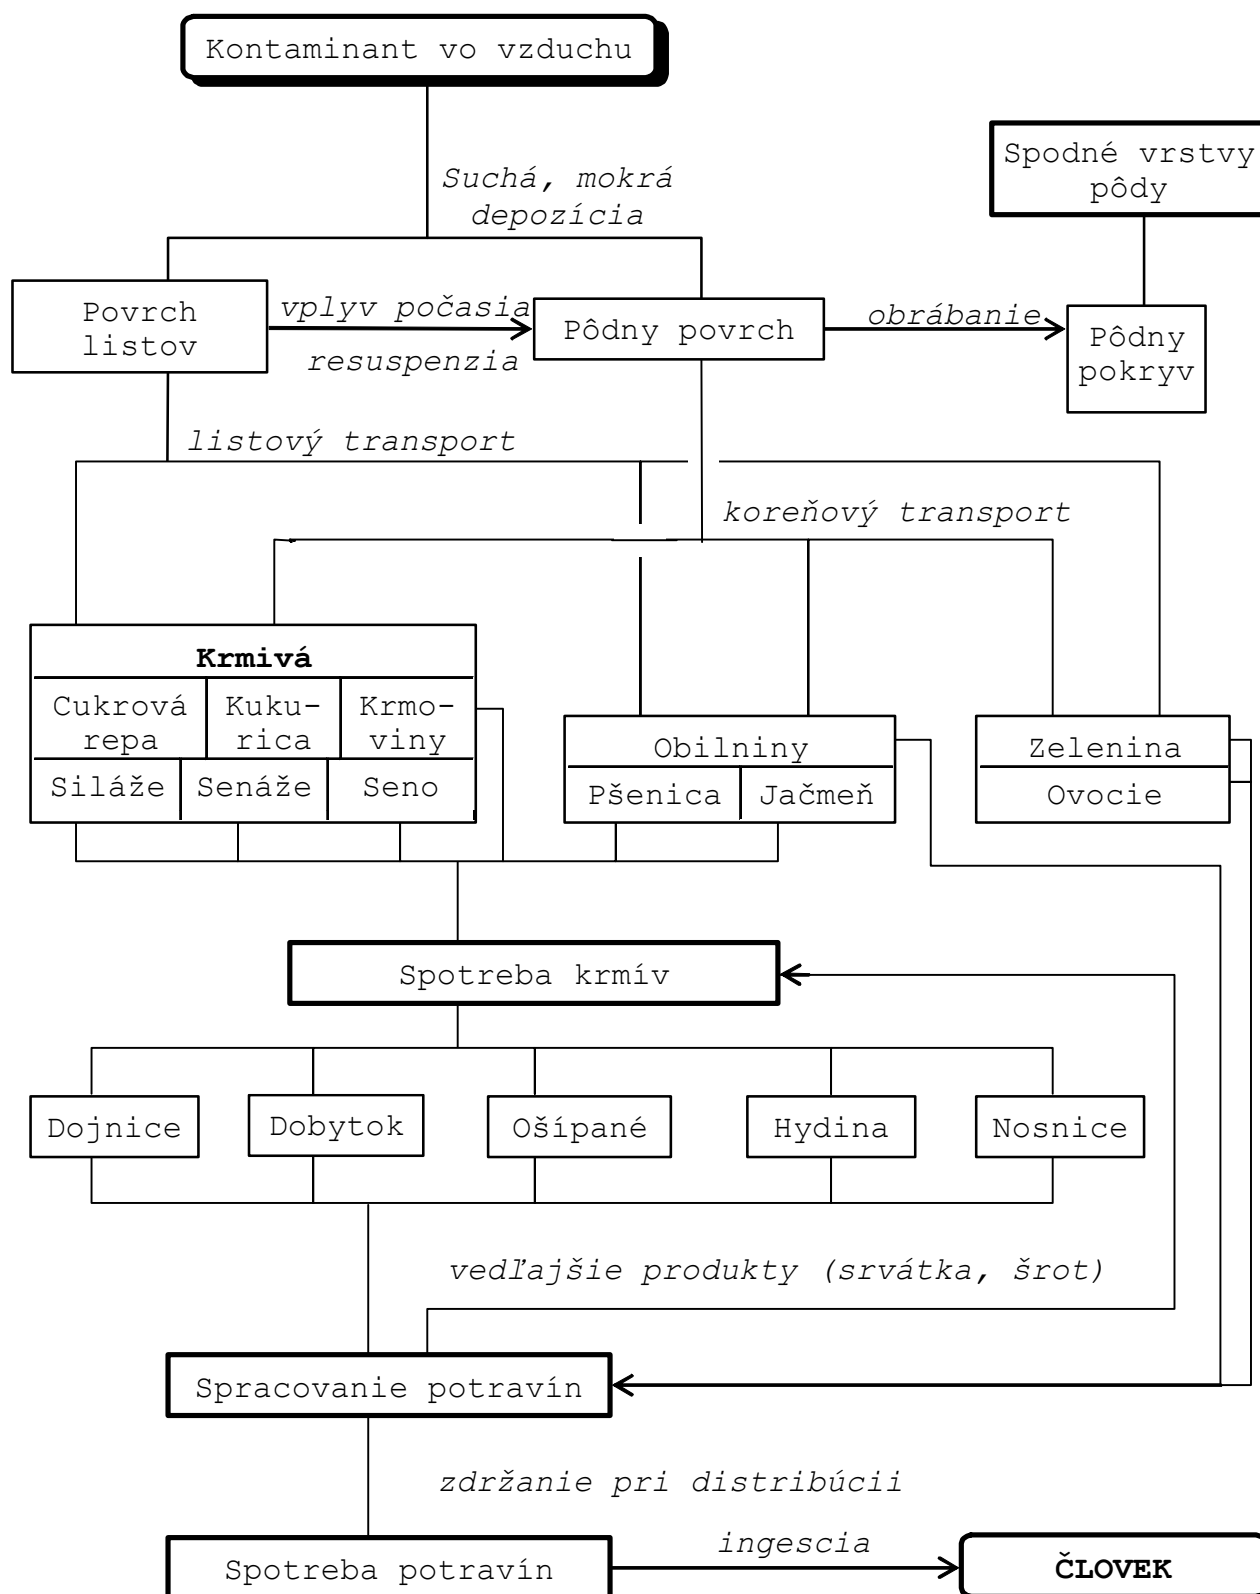 Kontaminant vo vzduchu
Spodné vrstvy
pôdy
Suchá, mokrá
depozícia
Povrch
listov
vplyv počasia
resuspenzia
Pôdny povrch
obrábanie
Pôdny
pokryv
listový transport
koreňový transport
Krmivá
Cukrová
repa
Kuku-
rica
Krmo-
viny
Siláže
Senáže
Seno
Obilniny
Pšenica
Jačmeň
Zelenina
Ovocie
Spotreba krmív
Dojnice
Dobytok
Ošípané
Hydina
Nosnice
vedľajšie produkty (srvátka, šrot)
Spracovanie potravín
zdržanie pri distribúcii
Spotreba potravín
ingescia
ČLOVEK